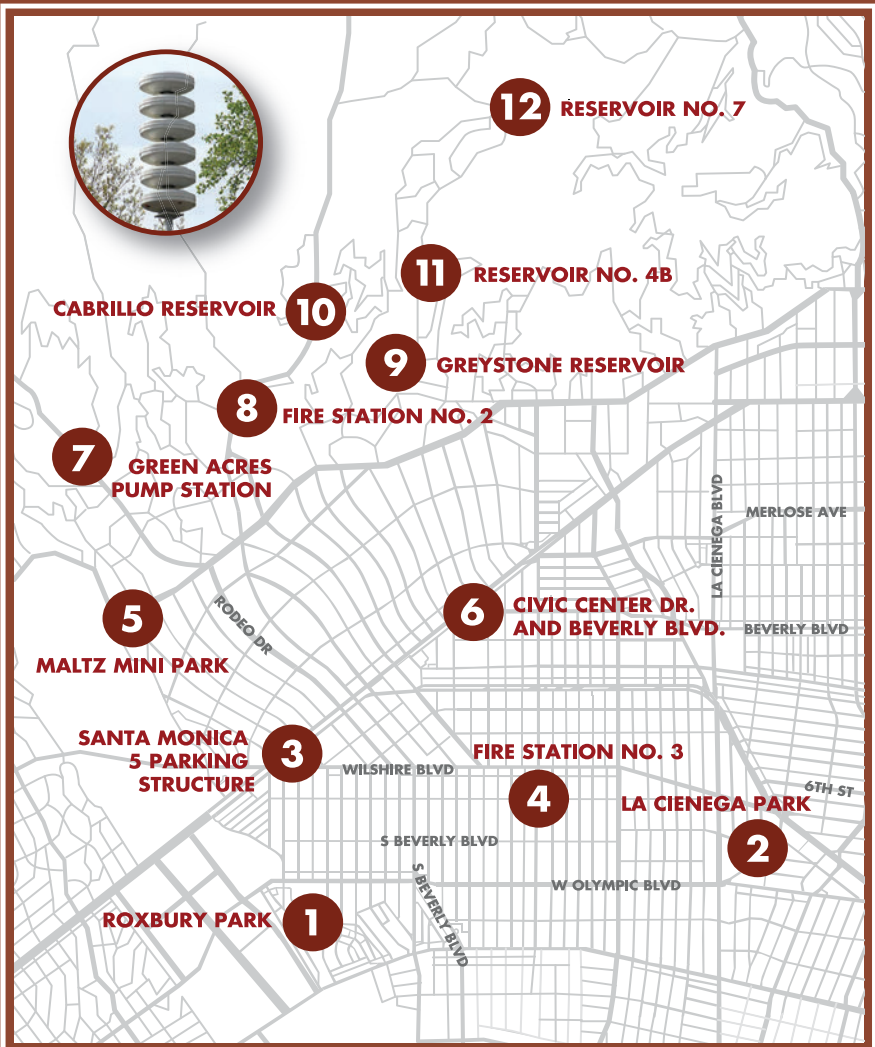 12 RESERVOIR NO. 7
11 RESERVOIR NO. 4B
CABRILLO RESERVOIR 10
9 GREYSTONE RESERVOIR
8 FIRE STATION NO. 2
7 GREEN ACRES
PUMP STATION
LA CIENEGA BLVD
MERLOSE AVE
5
MALTZ MINI PARK
RODEO DR
6 CIVIC CENTER DR.
AND BEVERLY BLVD.
BEVERLY BLVD
SANTA MONICA
5 PARKING
STRUCTURE
3
WILSHIRE BLVD
FIRE STATION NO. 3
4
6TH ST
LA CIENEGA PARK
2
S BEVERLY BLVD
S BEVERLY BLVD
W OLYMPIC BLVD
ROXBURY PARK 1